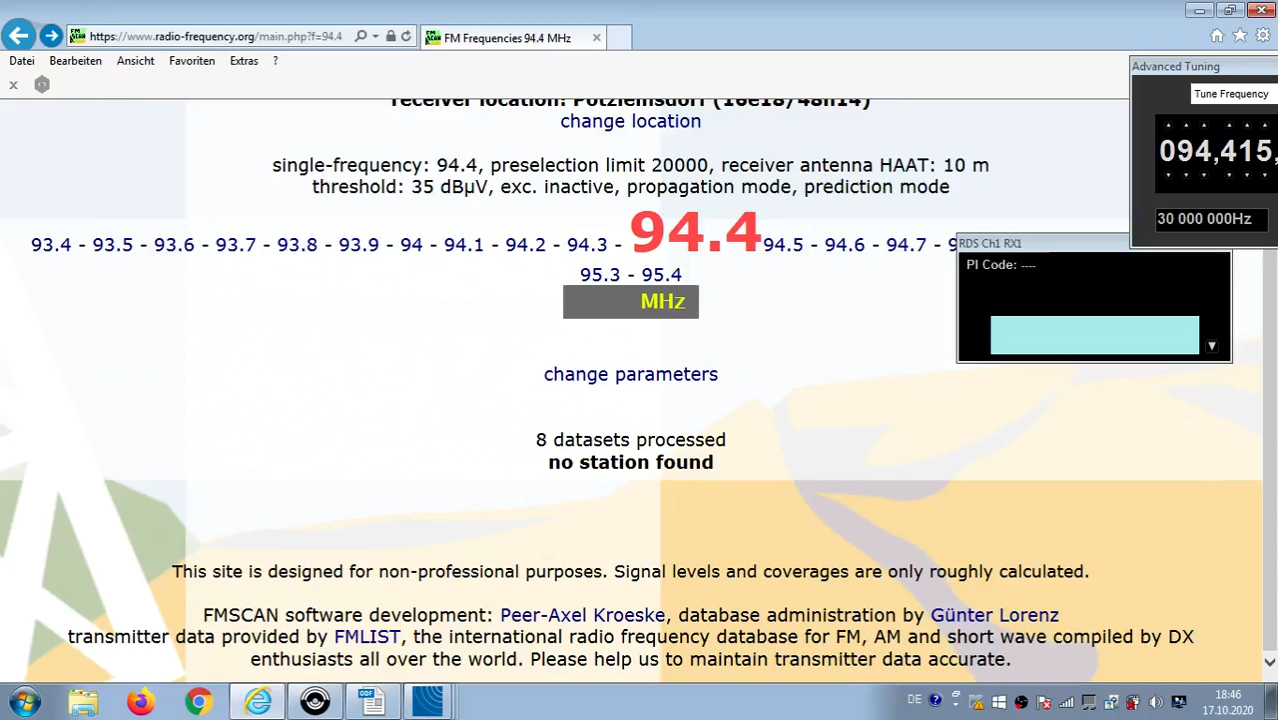 https://www.radio-frequency.org/main.php?f=94.4
FM Frequencies 94.4 MHz
Datei Bearbeiten Ansicht Favoriten Extras ?
x
Advanced Tuning
Tune Frequency
094,415,
30 000 000Hz
receiver location: Pötzleinsdorf (16e18/48n14)
change location
single-frequency: 94.4, preselection limit 20000, receiver antenna HAAT: 10 m
threshold: 35 dBµV, exc. inactive, propagation mode, prediction mode
93.4 - 93.5 - 93.6 - 93.7 - 93.8 - 93.9 - 94 - 94.1 - 94.2 - 94.3 - 94.4 94.5 - 94.6 - 94.7 - 9
95.3 - 95.4
MHz
RDS Ch1 RX1
PI Code: ----
change parameters
8 datasets processed
no station found
This site is designed for non-professional purposes. Signal levels and coverages are only roughly calculated.
FMSCAN software development: Peer-Axel Kroeske, database administration by Günter Lorenz
transmitter data provided by FMLIST, the international radio frequency database for FM, AM and short wave compiled by DX
enthusiasts all over the world. Please help us to maintain transmitter data accurate.
DE
18:46
17.10.2020